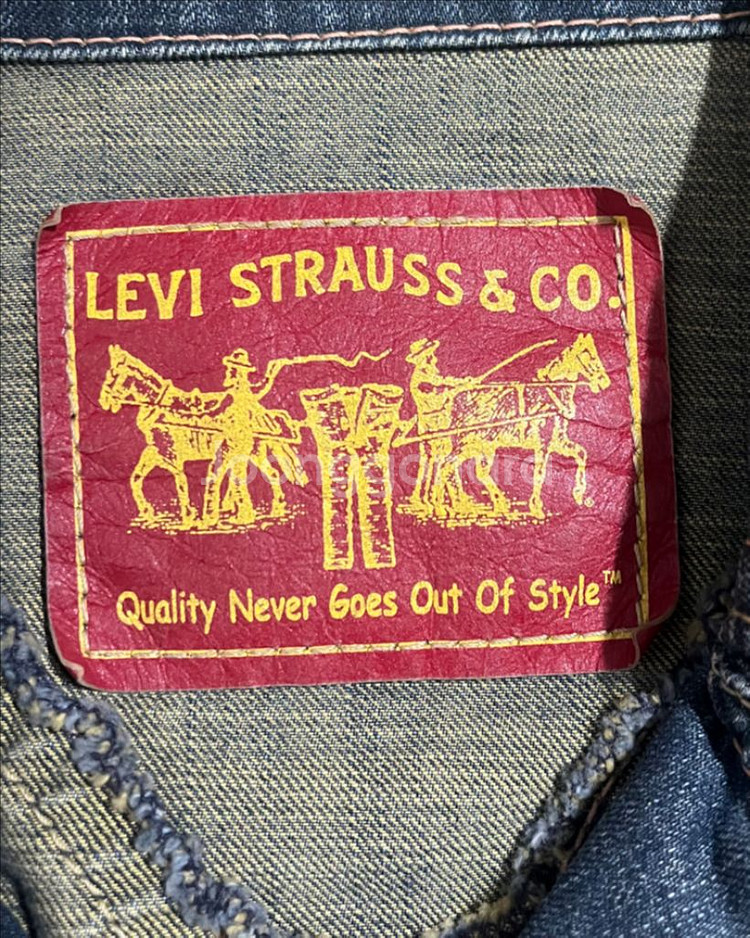 LEVI STRAUSS & CO.
Quality Never Goes Out Of Style™
®